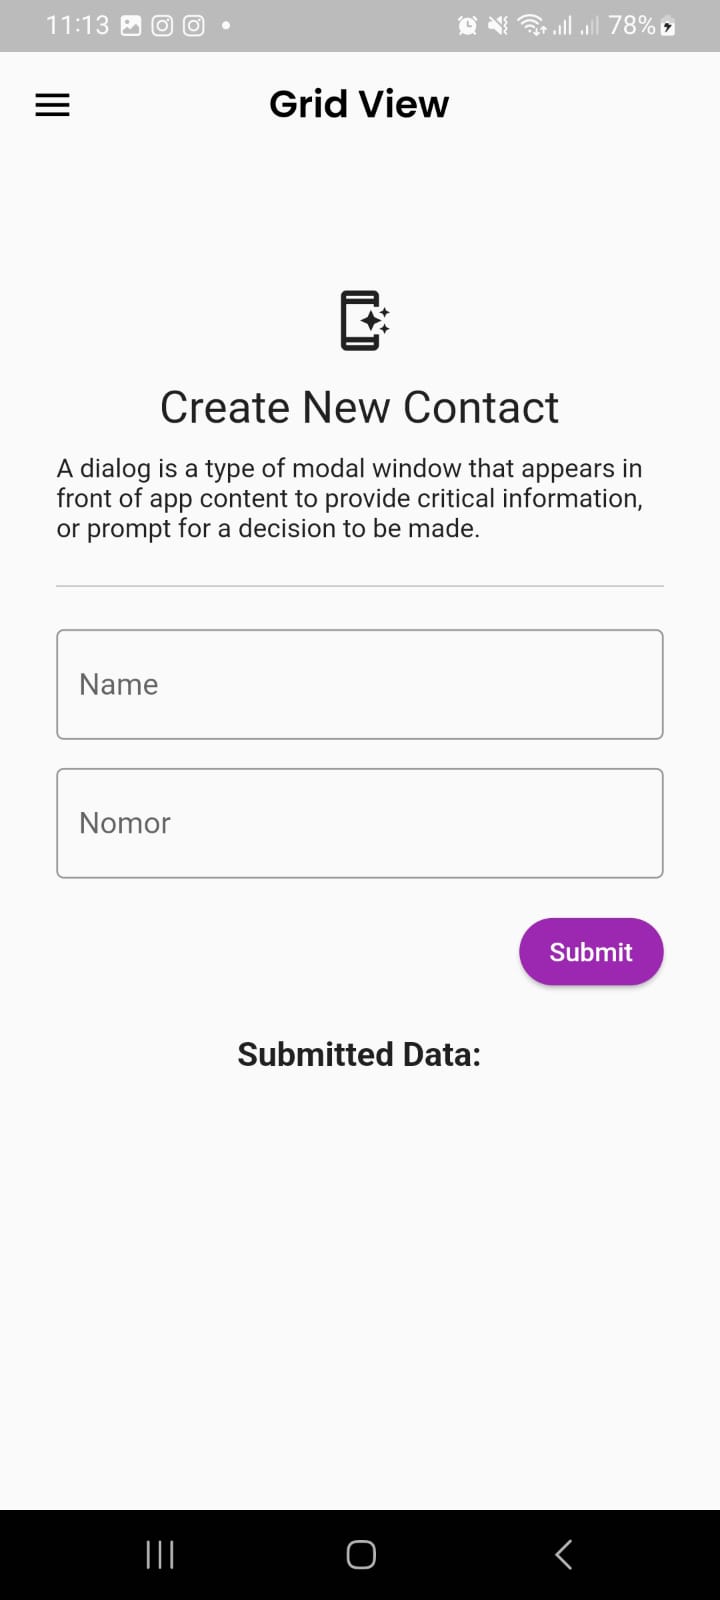 11:13
78%
Grid View
Create New Contact
A dialog is a type of modal window that appears in
front of app content to provide critical information,
or prompt for a decision to be made.
Name
Nomor
Submit
Submitted Data: